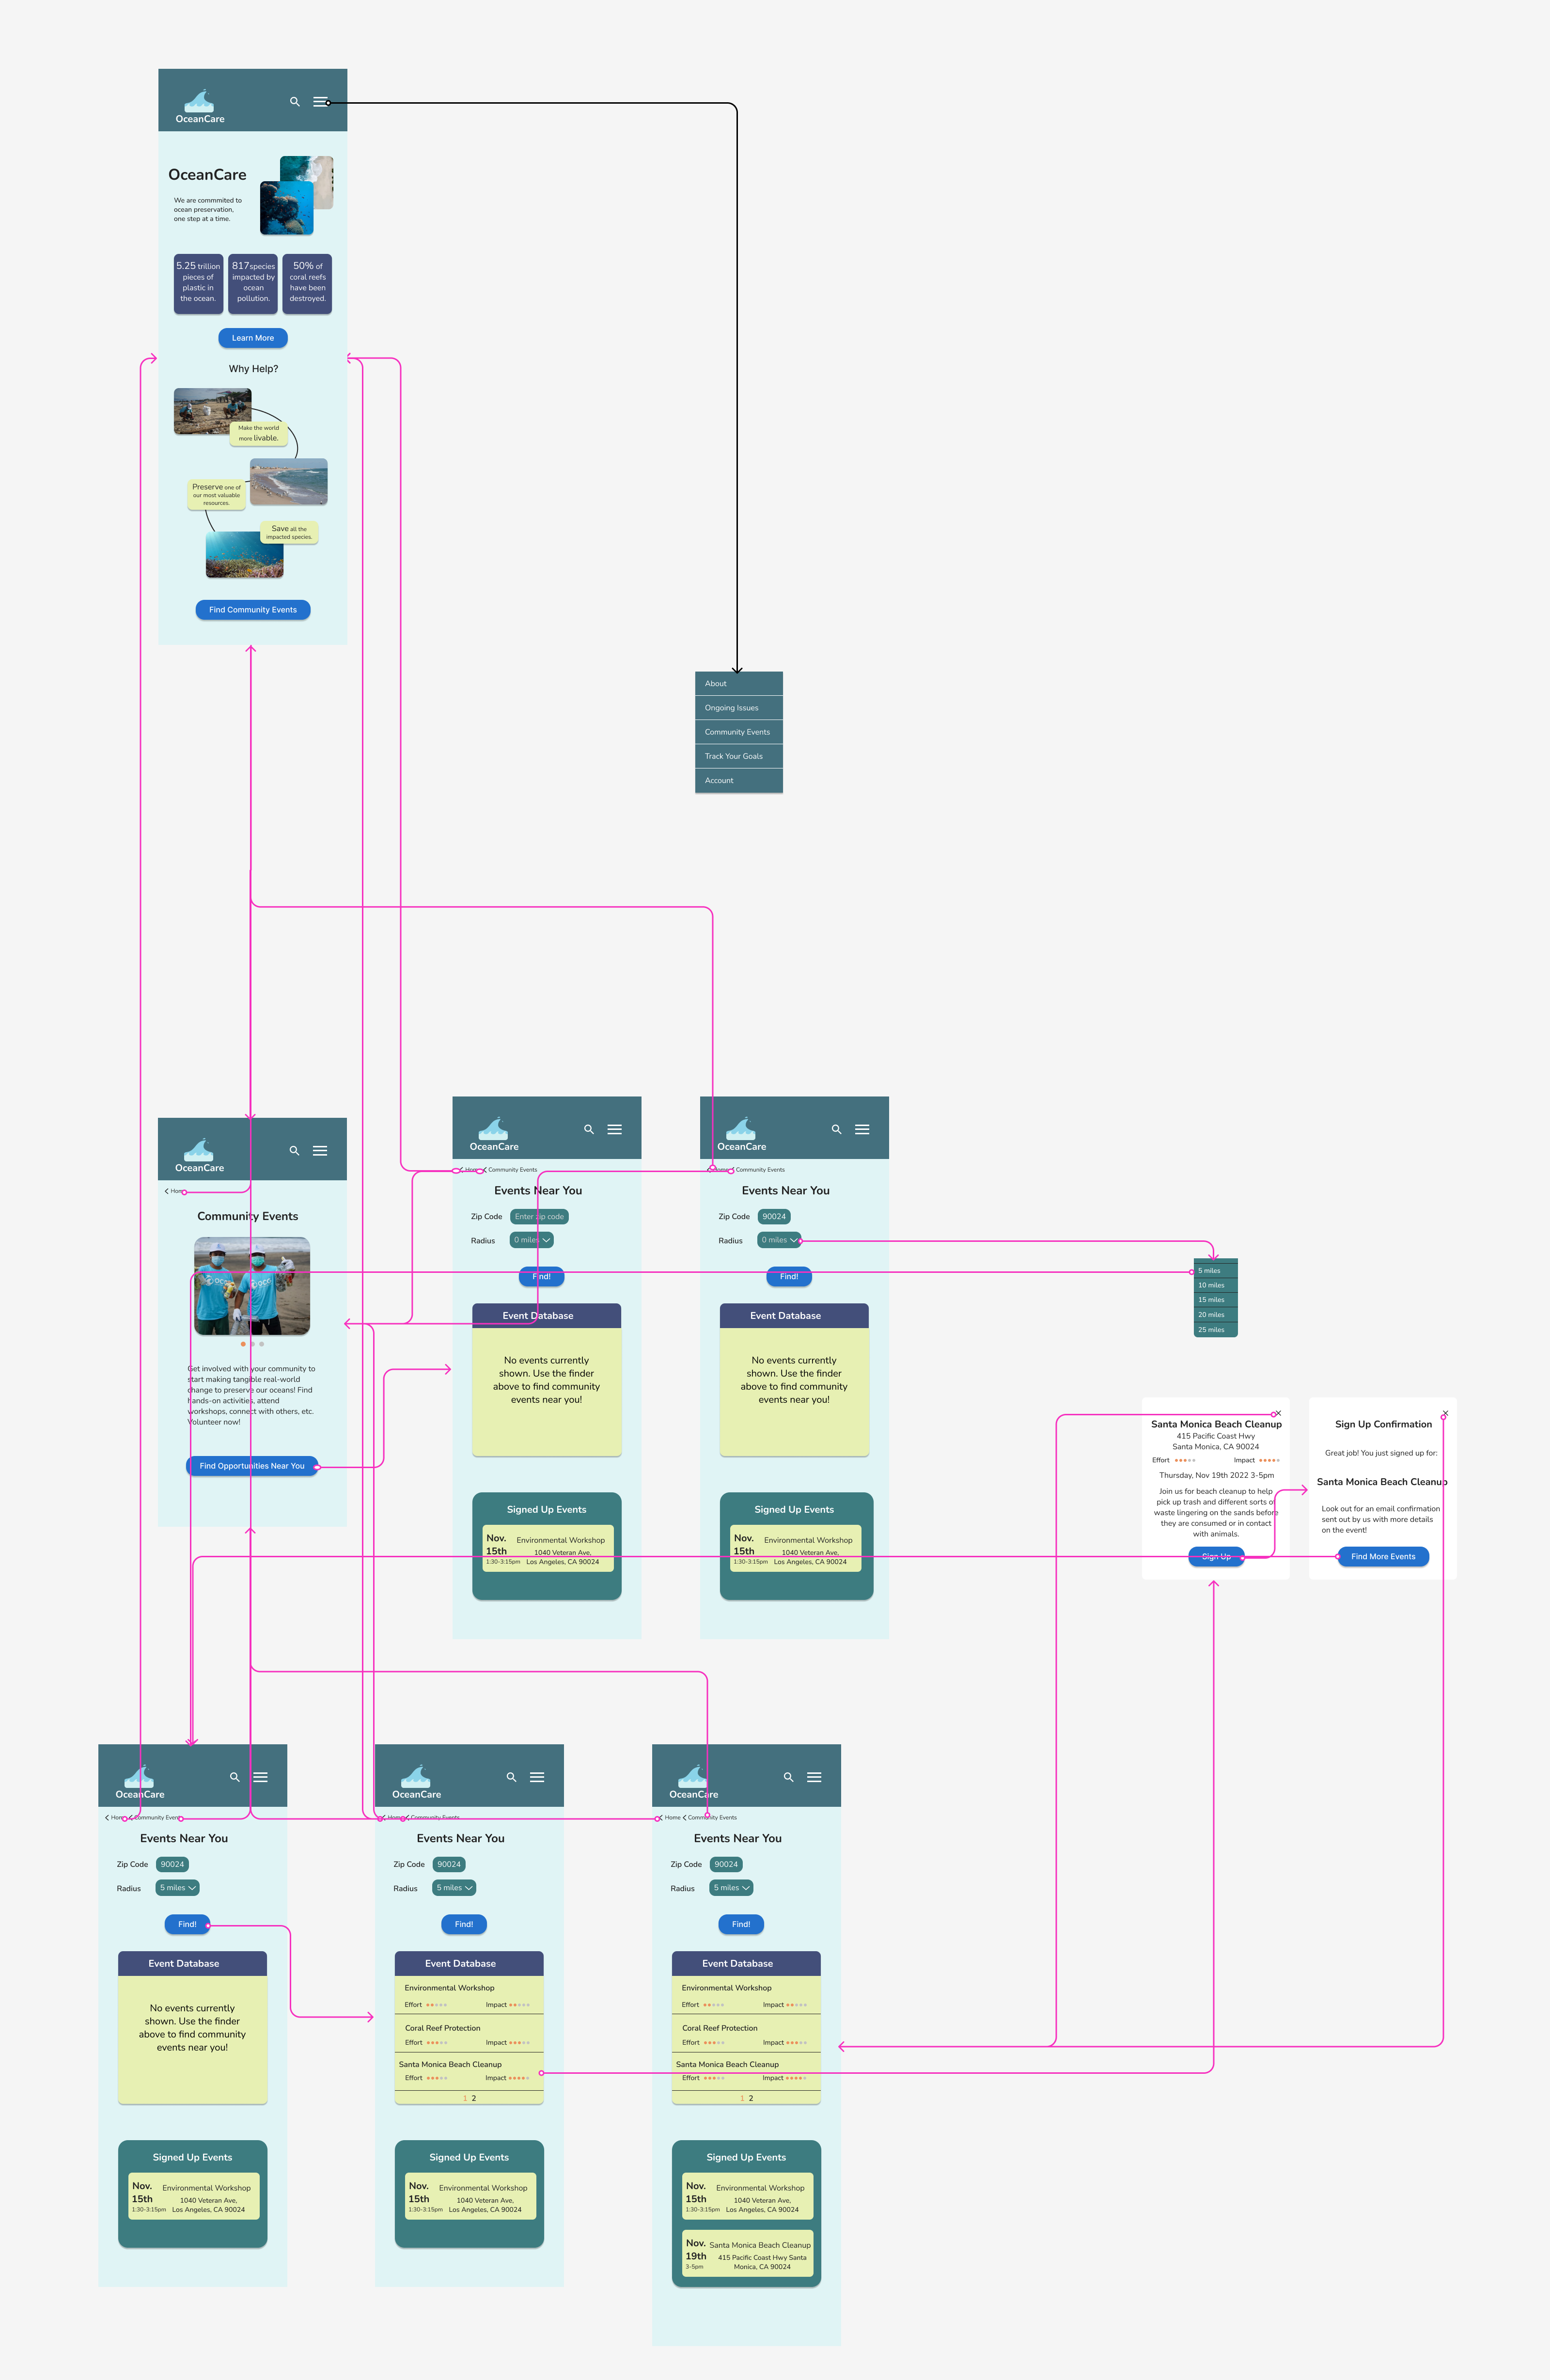 OceanCare
OceanCare
We are commmited to
ocean preservation,
one step at a time.
5.25 trillion
pieces of
plastic in
the ocean.
817species
impacted by
ocean
pollution.
50% of
coral reefs
have been
destroyed.
Learn More
Why Help?
Make the world
more livable.
Preserve one of
our most valuable
resources.
Save all the
impacted species.
Find Community Events
About
Ongoing Issues
Community Events
Track Your Goals
Account
OceanCare
Home
Community Events
Get involved with your community to
start making tangible real-world
change to preserve our oceans! Find
hands-on activities, attend
workshops, connect with others, etc.
Volunteer now!
Find Opportunities Near You
OceanCare
Home Community Events
Events Near You
Zip Code Enter zip code
Radius 0 miles
Find!
Event Database
No events currently
shown. Use the finder
above to find community
events near you!
Signed Up Events
Nov.
15th
1:30-3:15pm
Environmental Workshop
1040 Veteran Ave,
Los Angeles, CA 90024
OceanCare
Home Community Events
Events Near You
Zip Code 90024
Radius 0 miles
Find!
Event Database
No events currently
shown. Use the finder
above to find community
events near you!
Signed Up Events
Nov.
15th
1:30-3:15pm
Environmental Workshop
1040 Veteran Ave,
Los Angeles, CA 90024
5 miles
10 miles
15 miles
20 miles
25 miles
Santa Monica Beach Cleanup
415 Pacific Coast Hwy
Santa Monica, CA 90024
Effort Impact
Thursday, Nov 19th 2022 3-5pm
Join us for beach cleanup to help
pick up trash and different sorts of
waste lingering on the sands before
they are consumed or in contact
with animals.
Sign Up
Sign Up Confirmation
Great job! You just signed up for:
Santa Monica Beach Cleanup
Look out for an email confirmation
sent out by us with more details
on the event!
Find More Events
OceanCare
Home Community Events
Events Near You
Zip Code 90024
Radius 5 miles
Find!
Event Database
No events currently
shown. Use the finder
above to find community
events near you!
Signed Up Events
Nov.
15th
1:30-3:15pm
Environmental Workshop
1040 Veteran Ave,
Los Angeles, CA 90024
OceanCare
Home Community Events
Events Near You
Zip Code 90024
Radius 5 miles
Find!
Event Database
Environmental Workshop
Effort Impact
Coral Reef Protection
Effort Impact
Santa Monica Beach Cleanup
Effort Impact
1 2
Signed Up Events
Nov.
15th
1:30-3:15pm
Environmental Workshop
1040 Veteran Ave,
Los Angeles, CA 90024
OceanCare
Home Community Events
Events Near You
Zip Code 90024
Radius 5 miles
Find!
Event Database
Environmental Workshop
Effort Impact
Coral Reef Protection
Effort Impact
Santa Monica Beach Cleanup
Effort Impact
1 2
Signed Up Events
Nov.
15th
1:30-3:15pm
Environmental Workshop
1040 Veteran Ave,
Los Angeles, CA 90024
Nov.
19th
3-5pm
Santa Monica Beach Cleanup
415 Pacific Coast Hwy Santa
Monica, CA 90024